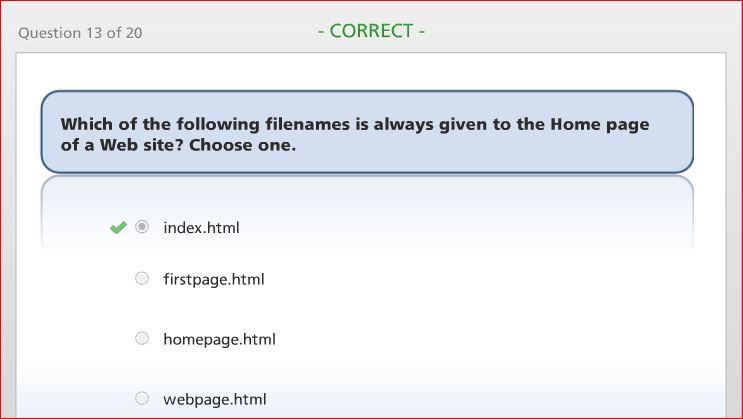 Question 13 of 20
- CORRECT -
Which of the following filenames is always given to the Home page
of a Web site? Choose one.
index.html
firstpage.html
homepage.html
webpage.html